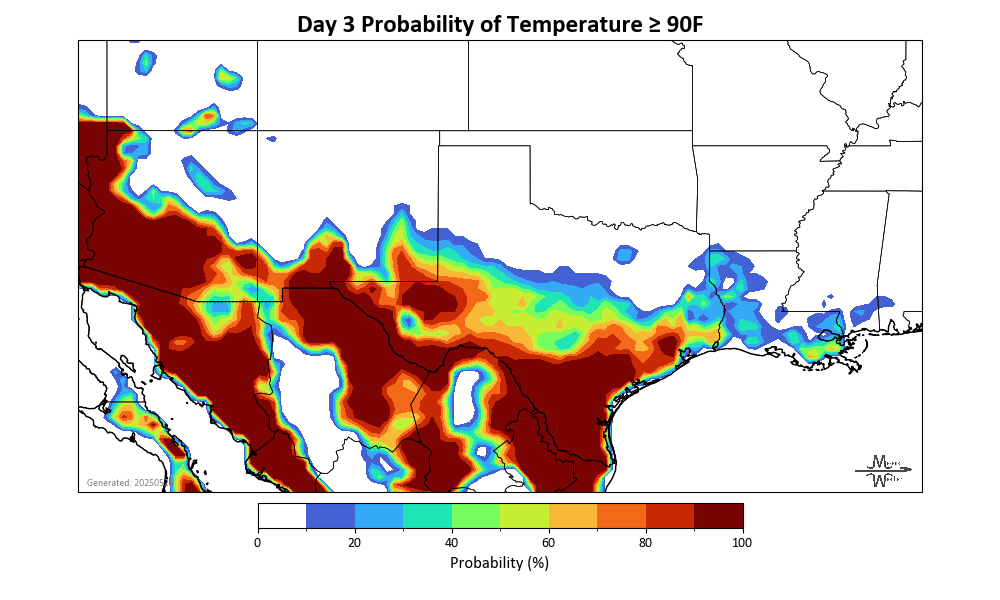 Day 3 Probability of Temperature ≥ 90F
Generated: 202505
0 20 40 60 80 100
Probability (%)